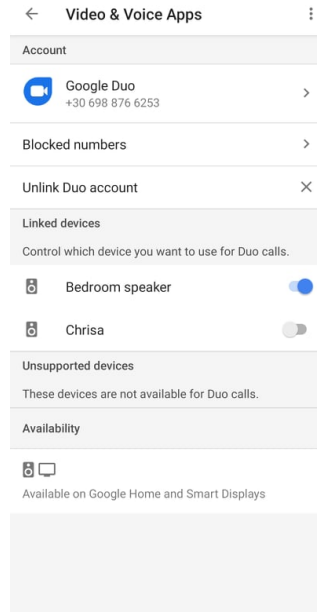 Video & Voice Apps
Account
Google Duo
+30 698 876 6253
Blocked numbers
Unlink Duo account
Linked devices
Control which device you want to use for Duo calls.
Bedroom speaker
Chrisa
Unsupported devices
These devices are not available for Duo calls.
Availability
Available on Google Home and Smart Displays